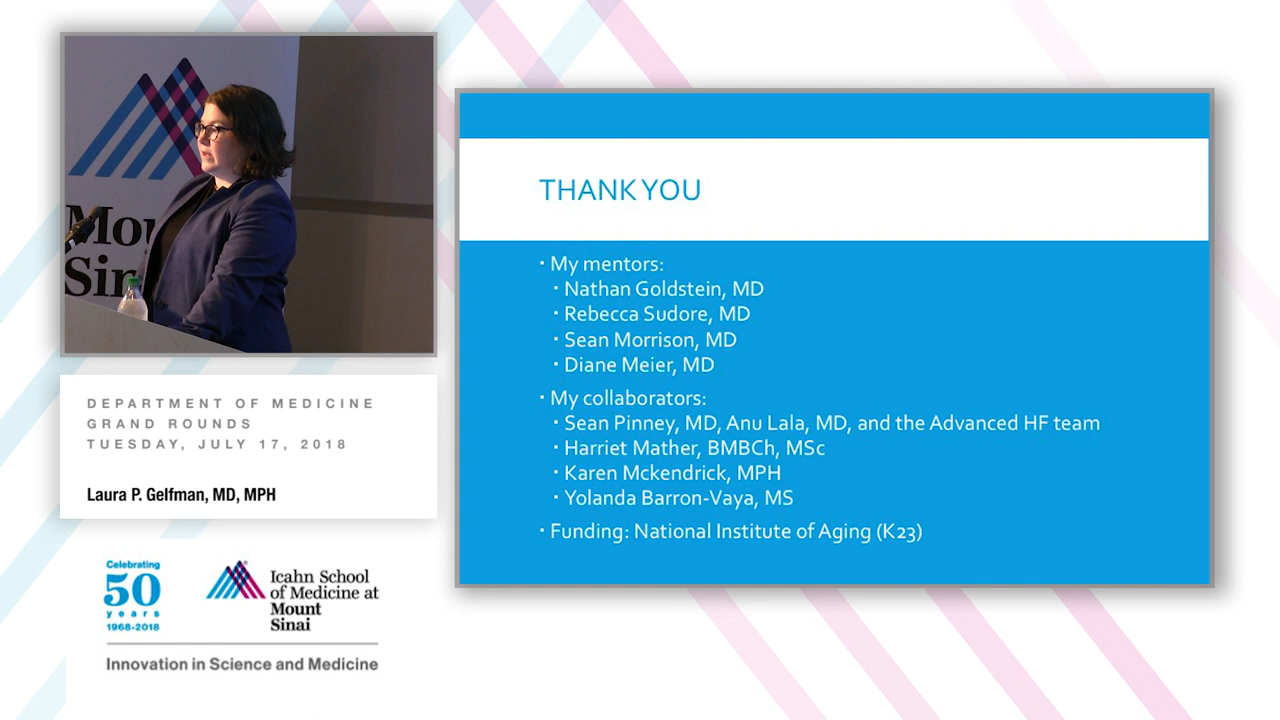 Mou
Sin
DEPARTMENT OF MEDICINE
GRAND ROUNDS
TUESDAY, JULY 17, 2018
Laura P. Gelfman, MD, MPH
Celebrating
50
years
1968-2018
Icahn School
of Medicine at
Mount
Sinai
Innovation in Science and Medicine
THANK YOU
▪ My mentors:
▪ Nathan Goldstein, MD
▪ Rebecca Sudore, MD
▪ Sean Morrison, MD
▪ Diane Meier, MD
▪ My collaborators:
▪ Sean Pinney, MD, Anu Lala, MD, and the Advanced HF team
▪ Harriet Mather, BMBCh, MSc
▪ Karen Mckendrick, MPH
▪ Yolanda Barron-Vaya, MS
▪ Funding: National Institute of Aging (K23)